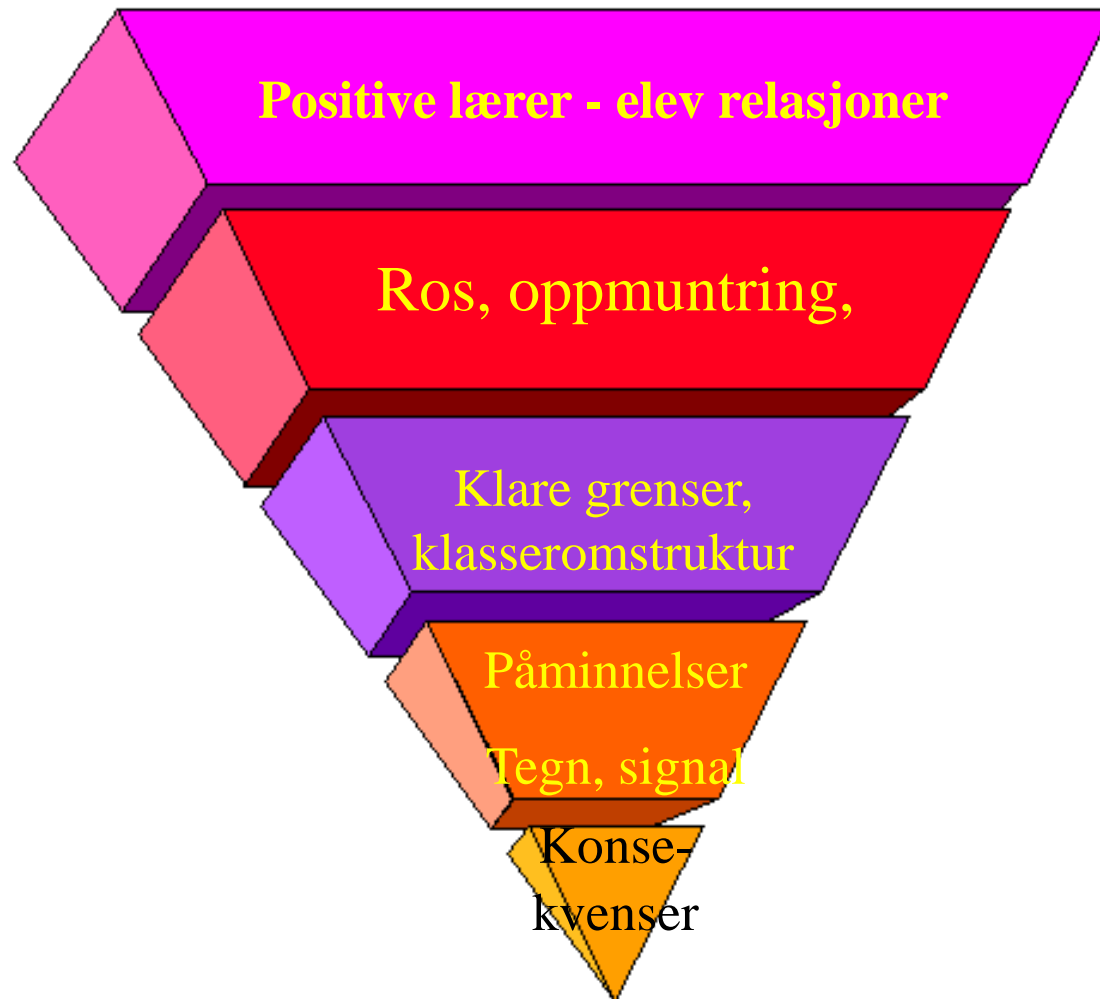 Positive lærer - elev relasjoner
Ros, oppmuntring,
Klare grenser,
klasseromstruktur
Påminnelser
Tegn, signal
Konse-
kvenser